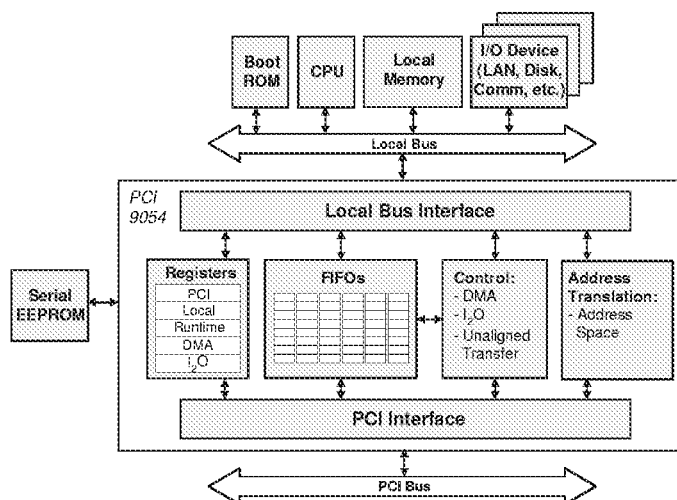 Boot
ROM
CPU
Local
Memory
I/O Device
(LAN, Disk,
Comm, etc.)
Local Bus
PCI
9054
Local Bus Interface
Serial
EEPROM
Registers
PCI
Local
Runtime
DMA
I₂O
FIFOs
Control:
- DMA
- I₂O
- Unaligned
Transfer
Address
Translation:
- Address
Space
PCI Interface
PCI Bus